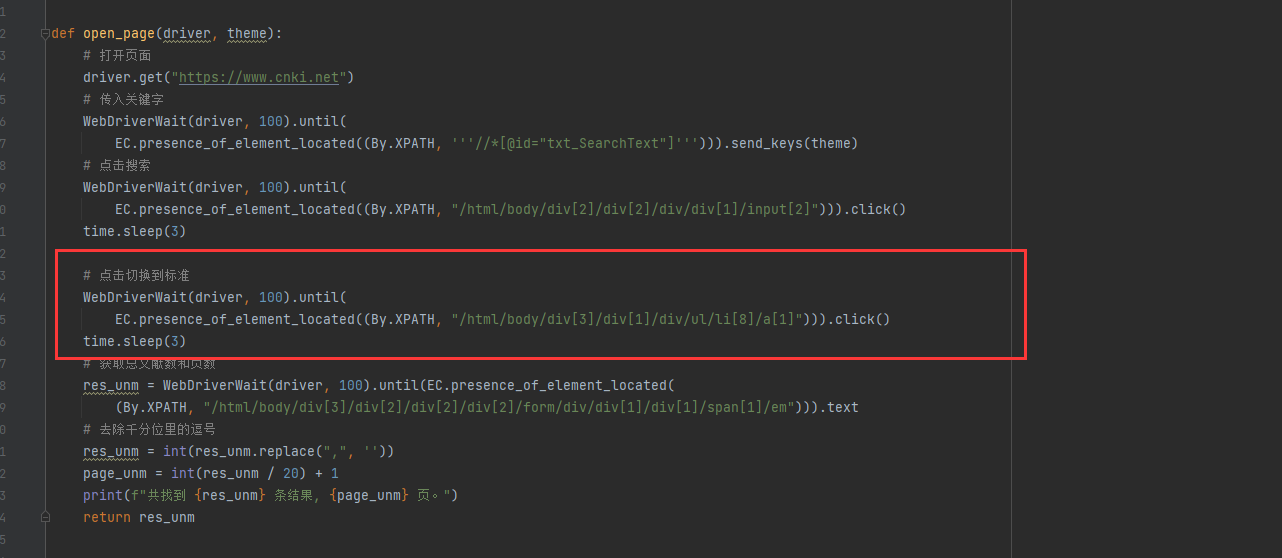 1
2 def open_page(driver, theme):
3 # 打开页面
4 driver.get("https://www.cnki.net")
5 # 传入关键字
6 WebDriverWait(driver, 100).until(
7 EC.presence_of_element_located((By.XPATH, '''//*[@id="txt_SearchText"]'''))).send_keys(theme)
8 # 点击搜索
9 WebDriverWait(driver, 100).until(
0 EC.presence_of_element_located((By.XPATH, "/html/body/div[2]/div[2]/div/div[1]/input[2]"))).click()
1 time.sleep(3)
2
3 # 点击切换到标准
4 WebDriverWait(driver, 100).until(
5 EC.presence_of_element_located((By.XPATH, "/html/body/div[3]/div[1]/div/ul/li[8]/a[1]"))).click()
6 time.sleep(3)
7 # 获取总文献数和页数
8 res_unm = WebDriverWait(driver, 100).until(EC.presence_of_element_located(
9 (By.XPATH, "/html/body/div[3]/div[2]/div[2]/div[2]/form/div/div[1]/div[1]/span[1]/em"))).text
0 # 去除千分位里的逗号
1 res_unm = int(res_unm.replace(",", ''))
2 page_unm = int(res_unm / 20) + 1
3 print(f"共找到 {res_unm} 条结果, {page_unm} 页。")
4 return res_unm
5